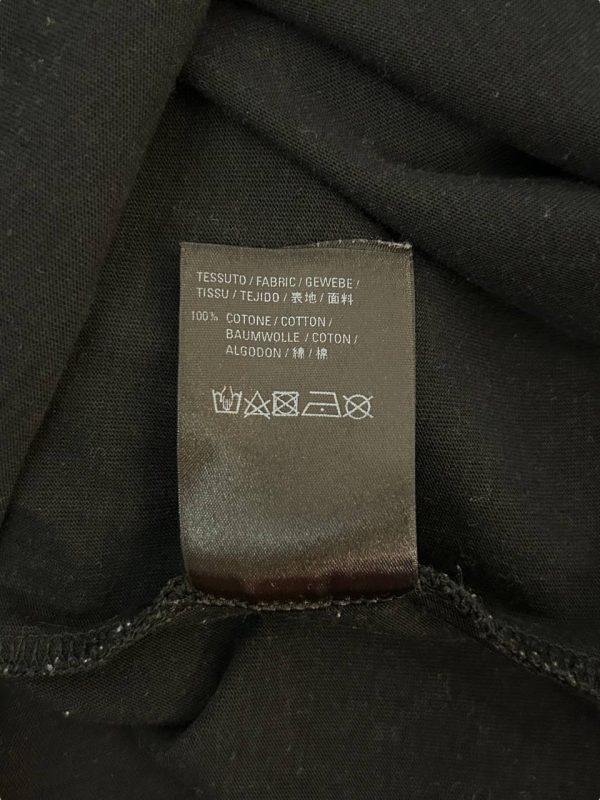 TESSUTO / FABRIC / GEWEBE /
TISSU / TEJIDO / 表地 / 面料
100% COTONE / COTTON /
BAUMWOLLE / COTON /
ALGODON / 綿 / 棉